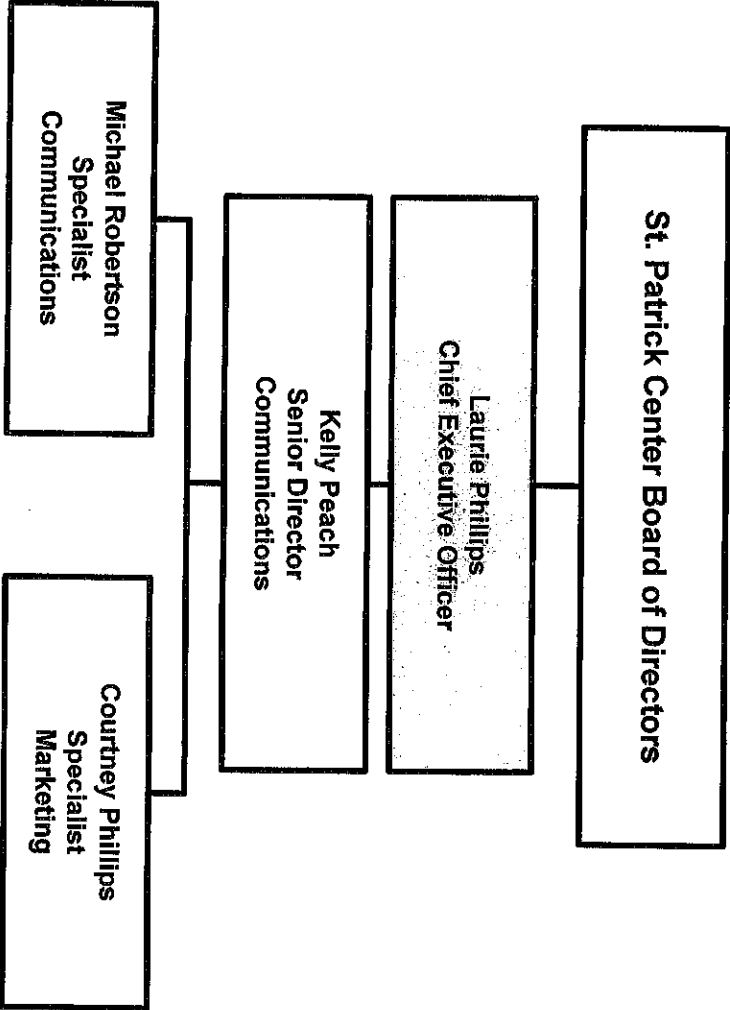 St. Patrick Center Board of Directors
Laurie Phillips
Chief Executive Officer
Kelly Peach
Senior Director
Communications
Michael Robertson
Specialist
Communications
Courtney Phillips
Specialist
Marketing